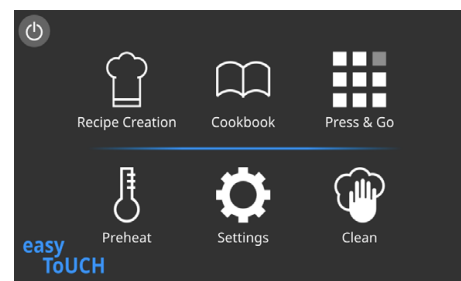 Recipe Creation
Cookbook
Press & Go
Preheat
Settings
Clean
easy
ToUCH